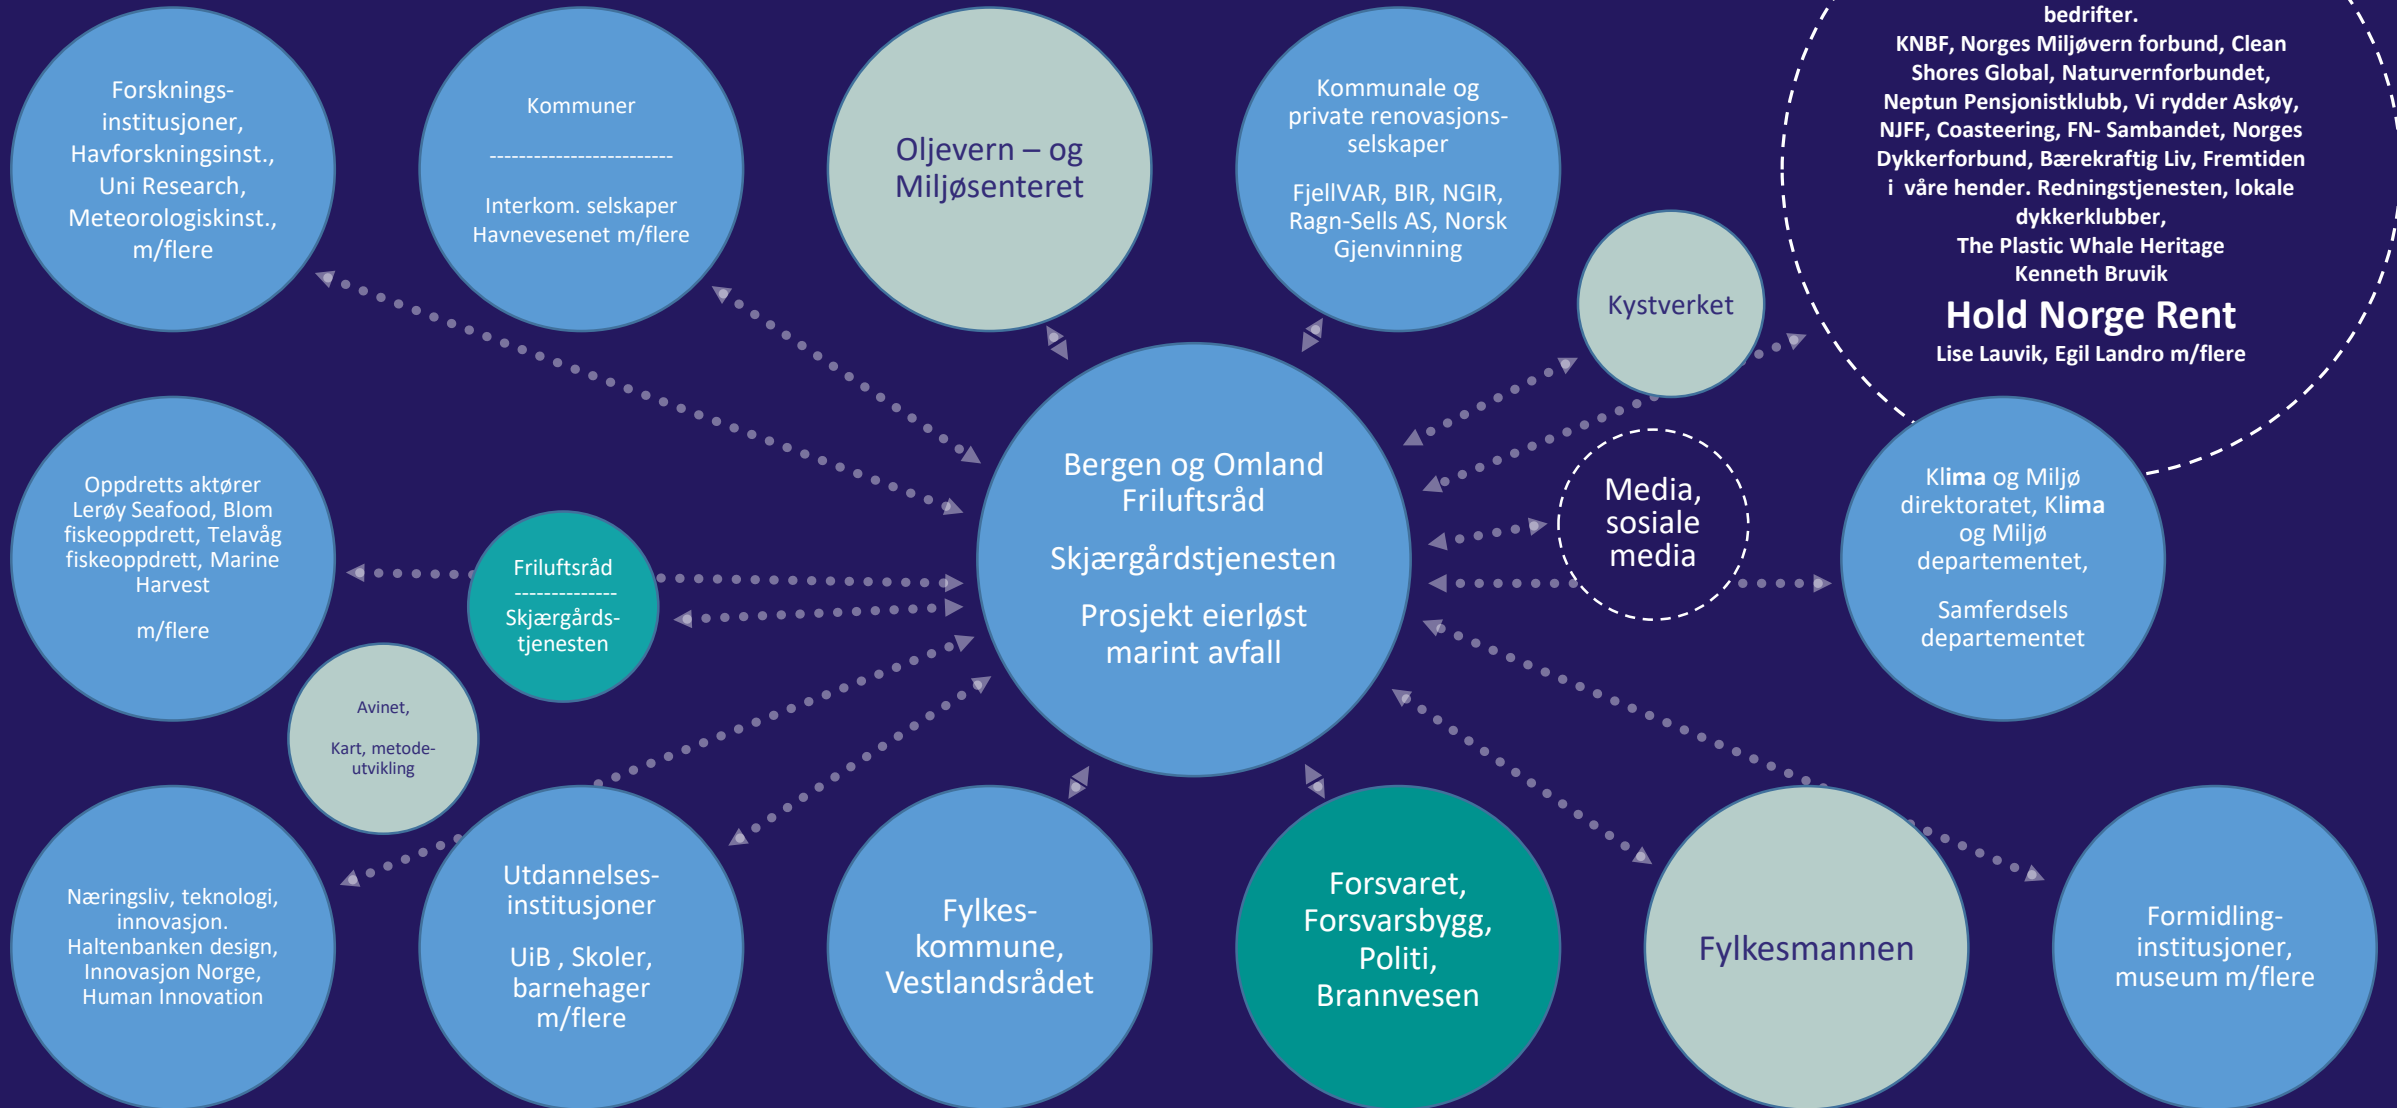 Forsknings-
institusjoner,
Havforskningsinst.,
Uni Research,
Meteorologiskinst.,
m/flere
Kommuner
-------------------------
Interkom. selskaper
Havnevesenet m/flere
Oljevern – og
Miljøsenteret
Kommunale og
private renovasjons-
selskaper
FjellVAR, BIR, NGIR,
Ragn-Sells AS, Norsk
Gjenvinning
Kystverket
bedrifter.
KNBF, Norges Miljøvern forbund, Clean
Shores Global, Naturvernforbundet,
Neptun Pensjonistklubb, Vi rydder Askøy,
NJFF, Coasteering, FN- Sambandet, Norges
Dykkerforbund, Bærekraftig Liv, Fremtiden
i våre hender. Redningstjenesten, lokale
dykkerklubber,
The Plastic Whale Heritage
Kenneth Bruvik
Hold Norge Rent
Lise Lauvik, Egil Landro m/flere
Oppdretts aktører
Lerøy Seafood, Blom
fiskeoppdrett, Telavåg
fiskeoppdrett, Marine
Harvest
m/flere
Friluftsråd
--------------
Skjærgårds-
tjenesten
Bergen og Omland
Friluftsråd
Skjærgårdstjenesten
Prosjekt eierløst
marint avfall
Media,
sosiale
media
Klima og Miljø
direktoratet, Klima
og Miljø
departementet,
Samferdsels
departementet
Avinet,
Kart, metode-
utvikling
Næringsliv, teknologi,
innovasjon.
Haltenbanken design,
Innovasjon Norge,
Human Innovation
Utdannelses-
institusjoner
UiB , Skoler,
barnehager
m/flere
Fylkes-
kommune,
Vestlandsrådet
Forsvaret,
Forsvarsbygg,
Politi,
Brannvesen
Fylkesmannen
Formidling-
institusjoner,
museum m/flere